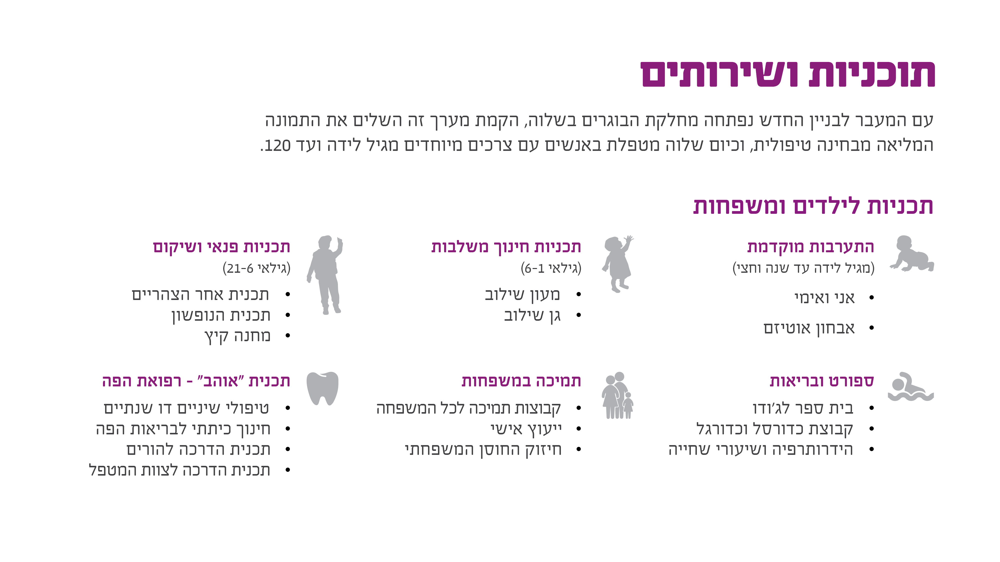 תוכניות ושירותים
עם המעבר לבניין החדש נפתחה מחלקת הבוגרים בשלוה, הקמת מערך זה השלים את התמונה
המליאה מבחינה טיפולית, וכיום שלוה מטפלת באנשים עם צרכים מיוחדים מגיל לידה ועד 120.
תכניות לילדים ומשפחות
התערבות מוקדמת
(מגיל לידה עד שנה וחצי)
• אני ואימי
• אבחון אוטיזם
תכניות חינוך משלבות
(גילאי 6-1)
• מעון שילוב
• גן שילוב
תכניות פנאי ושיקום
(גילאי 21-6)
• תכנית אחר הצהריים
• תכנית הנופשון
• מחנה קיץ
ספורט ובריאות
• בית ספר לג'ודו
• קבוצת כדורסל וכדורגל
• הידרותרפיה ושיעורי שחייה
תמיכה במשפחות
• קבוצות תמיכה לכל המשפחה
• ייעוץ אישי
• חיזוק החוסן המשפחתי
תכנית "אוהב" - רפואת הפה
• טיפולי שיניים דו שנתיים
• חינוך כיתתי לבריאות הפה
• תכנית הדרכה להורים
• תכנית הדרכה לצוות המטפל